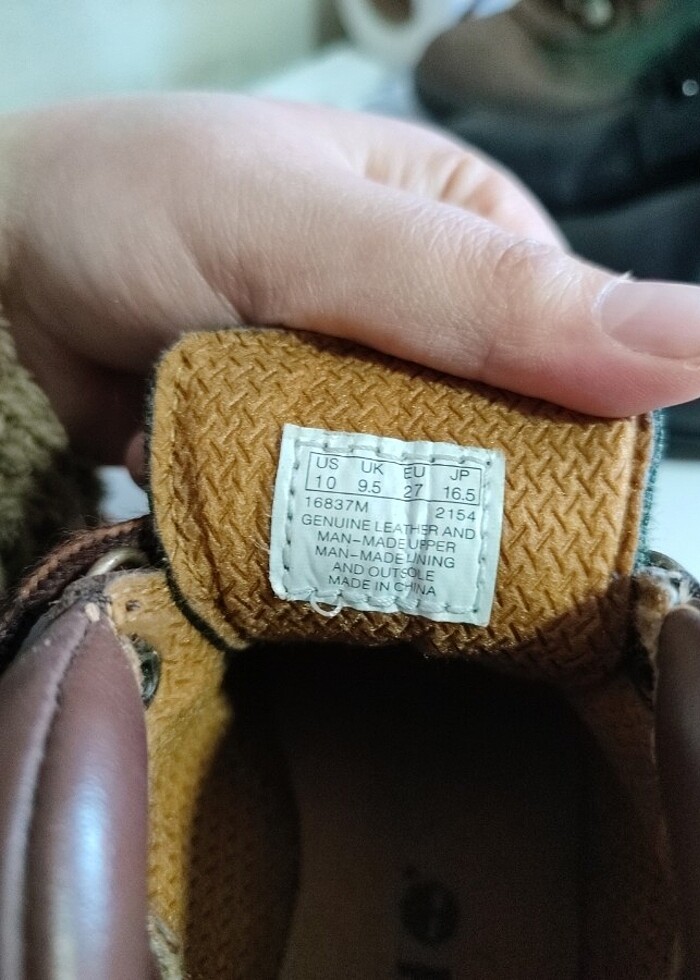 US UK EU JP
10 9.5 27 16.5
16837M 2154
GENUINE LEATHER AND
MAN-MADE UPPER
MAN-MADE LINING
AND OUTSOLE
MADE IN CHINA